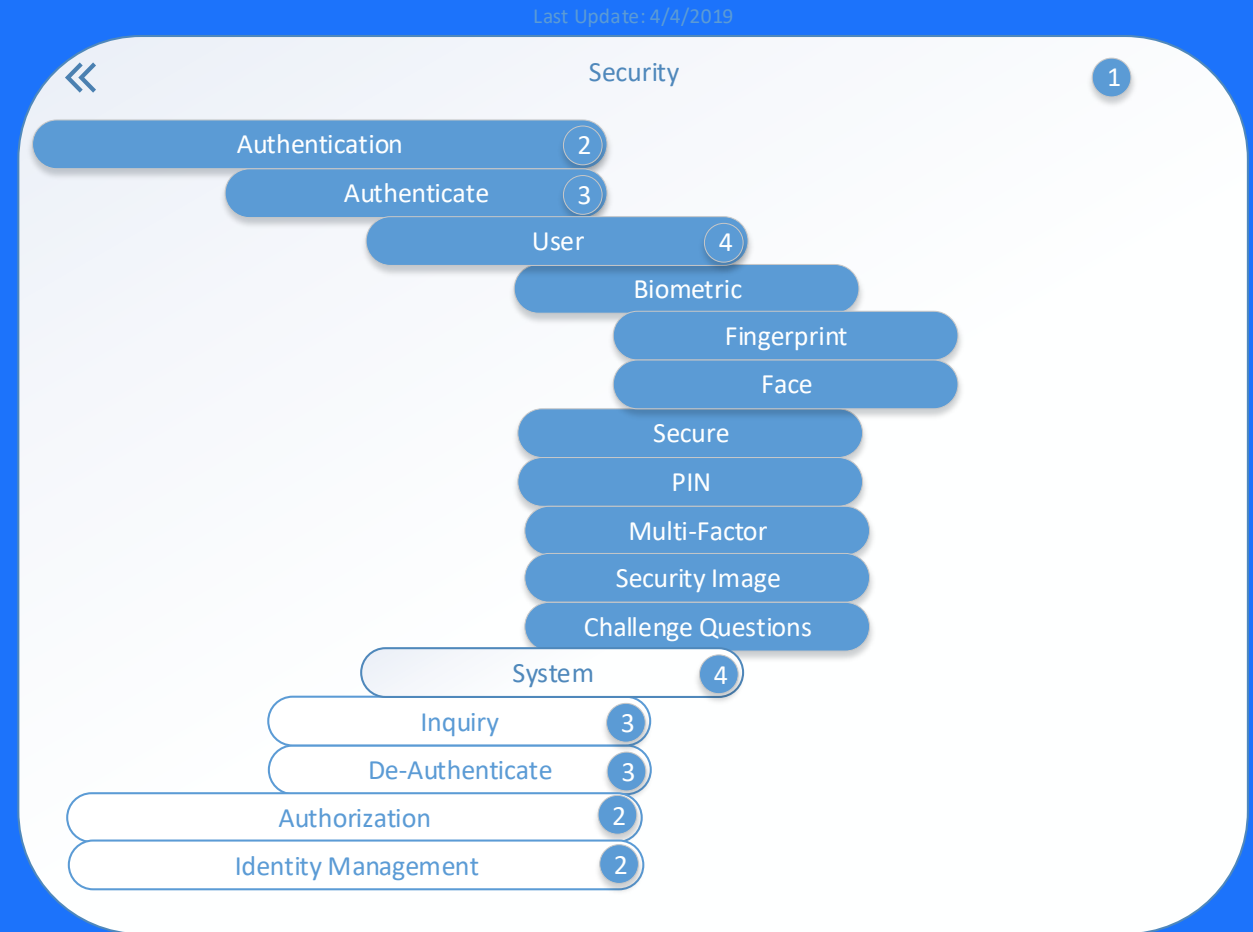 Last Update: 4/4/2019
Security 1
Authentication 2
Authenticate 3
User 4
Biometric
Fingerprint
Face
Secure
PIN
Multi-Factor
Security Image
Challenge Questions
System 4
Inquiry 3
De-Authenticate 3
Authorization 2
Identity Management 2